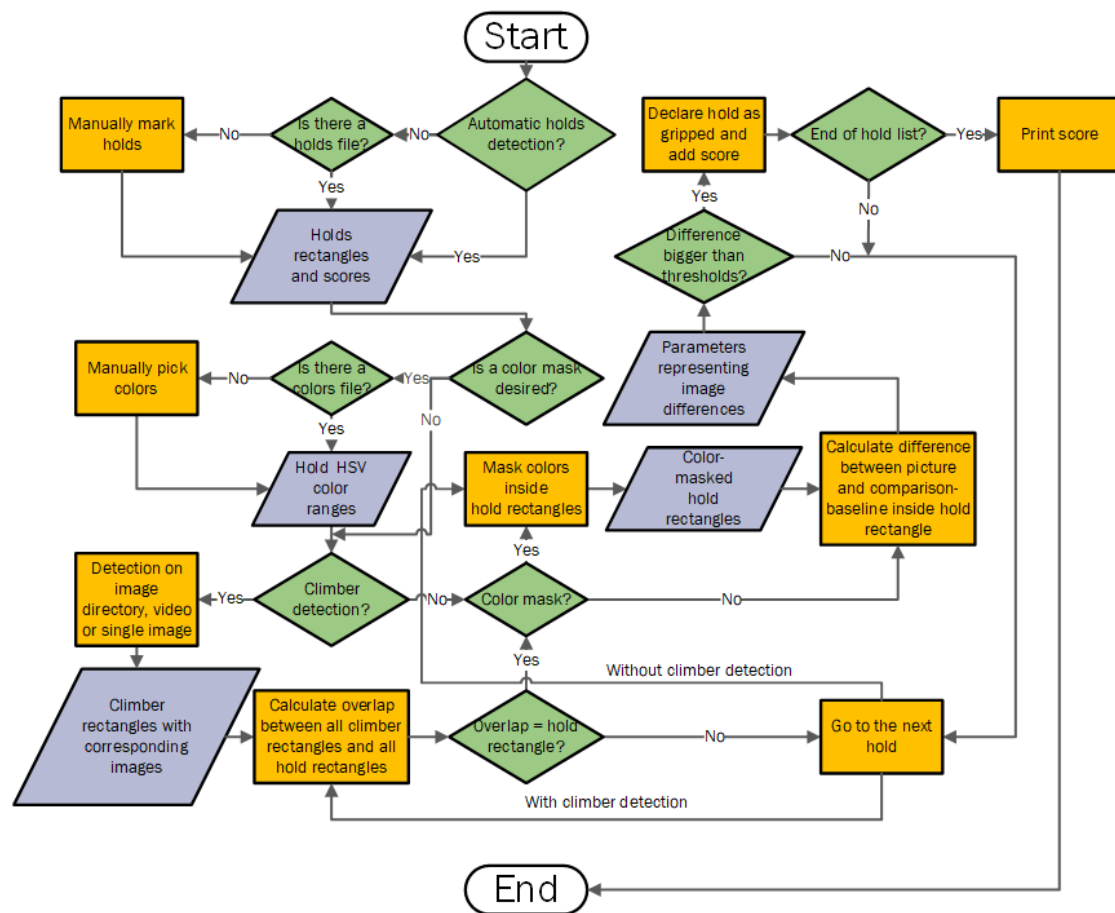 Start
Manually mark
holds
No
Is there a
holds file?
No
Automatic holds
detection?
Declare hold as
gripped and
add score
End of hold list?
Yes
Print score
Yes
Yes
No
Holds
rectangles
and scores
Yes
Difference
bigger than
thresholds?
No
Manually pick
colors
No
Is there a
colors file?
Yes
Is a color mask
desired?
Parameters
representing
image
differences
Yes
No
Hold HSV
color
ranges
Mask colors
inside
hold rectangles
Color-
masked
hold
rectangles
Calculate difference
between picture
and comparison-
baseline inside hold
rectangle
Yes
Detection on
image
directory, video
or single image
Yes
Climber
detection?
No
Color mask?
No
Yes
Without climber detection
Climber
rectangles with
corresponding
images
Calculate overlap
between all climber
rectangles and all
hold rectangles
Overlap = hold
rectangle?
No
Go to the next
hold
With climber detection
End